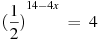 (1/2)^{14-4x} = 4